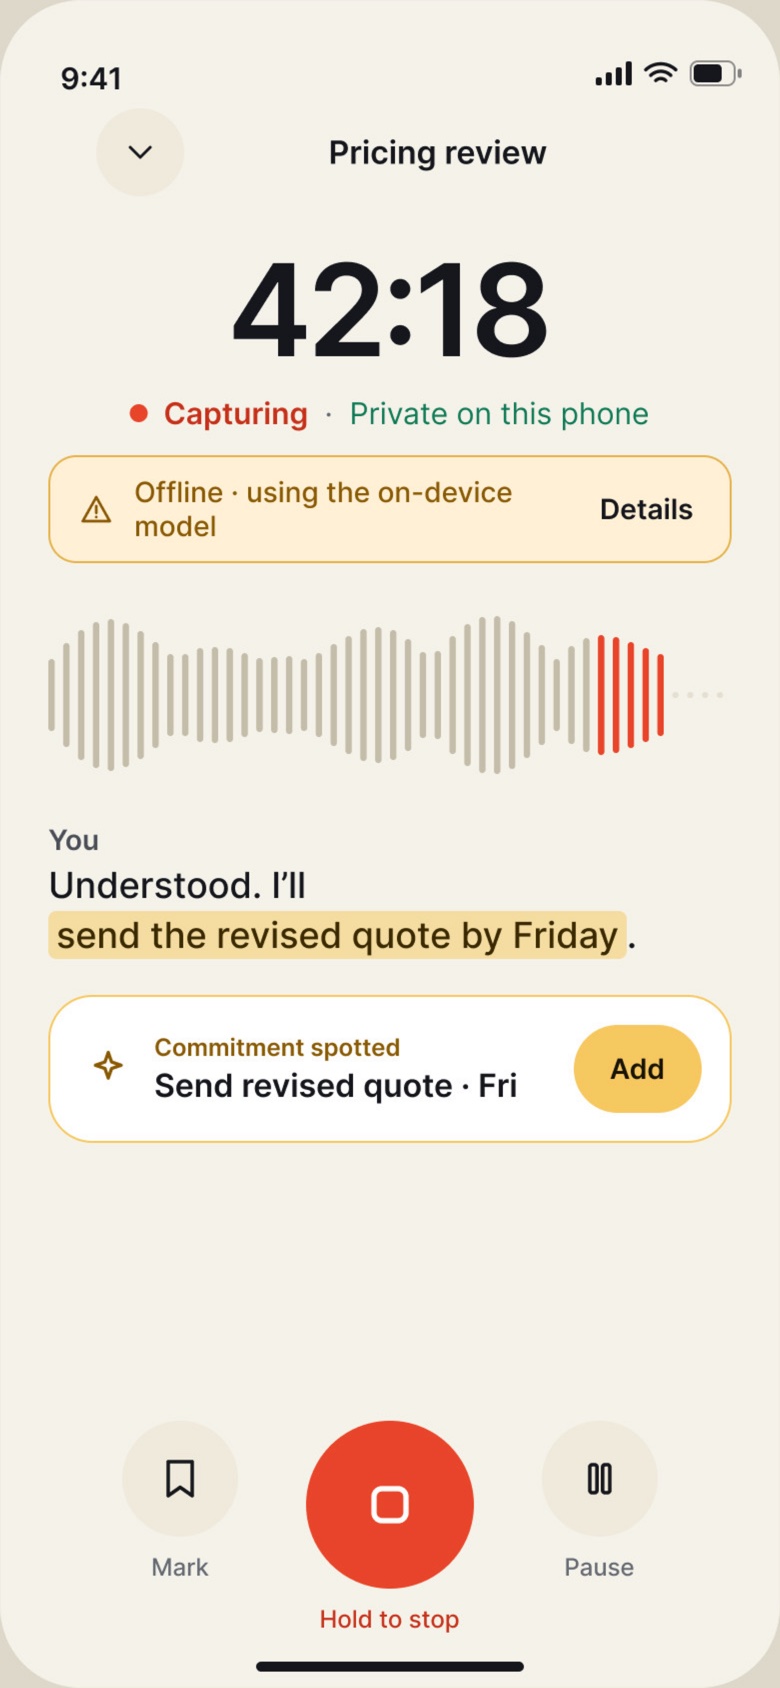 9:41
Pricing review
42:18
Capturing · Private on this phone
Offline · using the on-device
model
Details
You
Understood. I’ll
send the revised quote by Friday.
Commitment spotted
Send revised quote · Fri
Add
Mark
Pause
Hold to stop